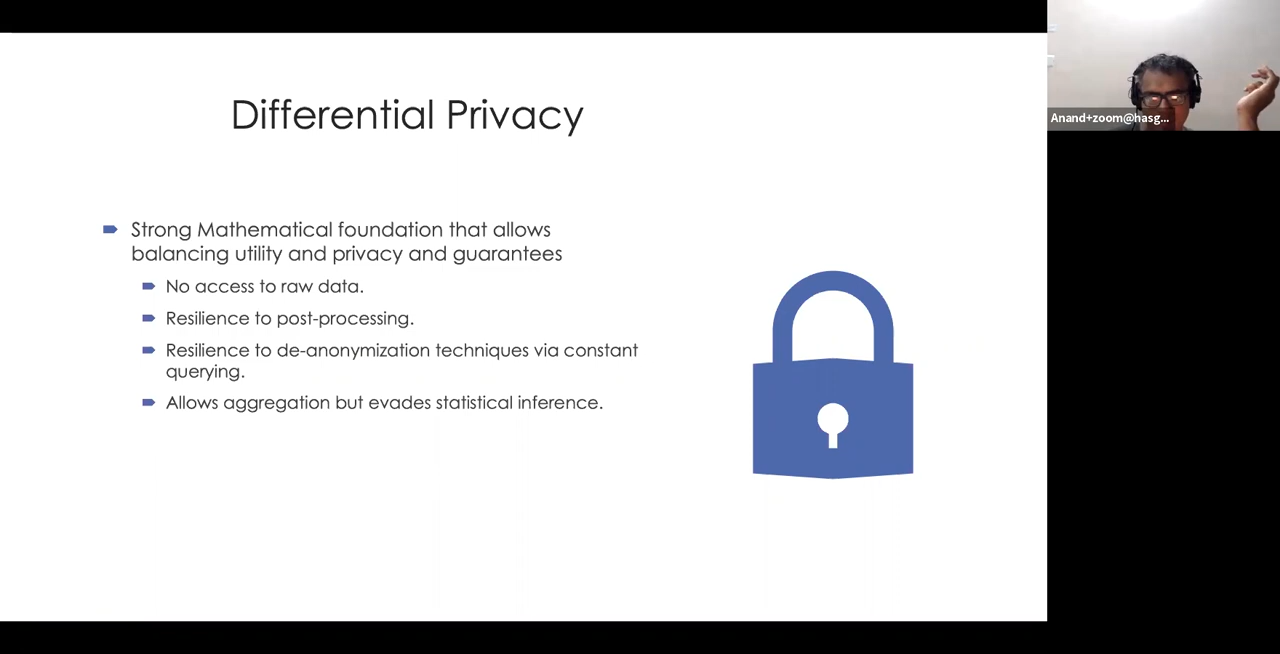 Differential Privacy
Strong Mathematical foundation that allows
balancing utility and privacy and guarantees
No access to raw data.
Resilience to post-processing.
Resilience to de-anonymization techniques via constant
querying.
Allows aggregation but evades statistical inference.
Anand+zoom@hasg...